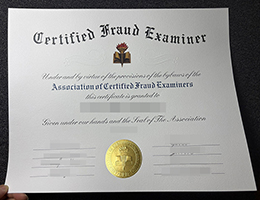 Certified Fraud Examiner
Under and by virtue of the provisions of the bylaws of the
Association of Certified Fraud Examiners
this certificate is granted to
Given under our hands and the Seal of The Association